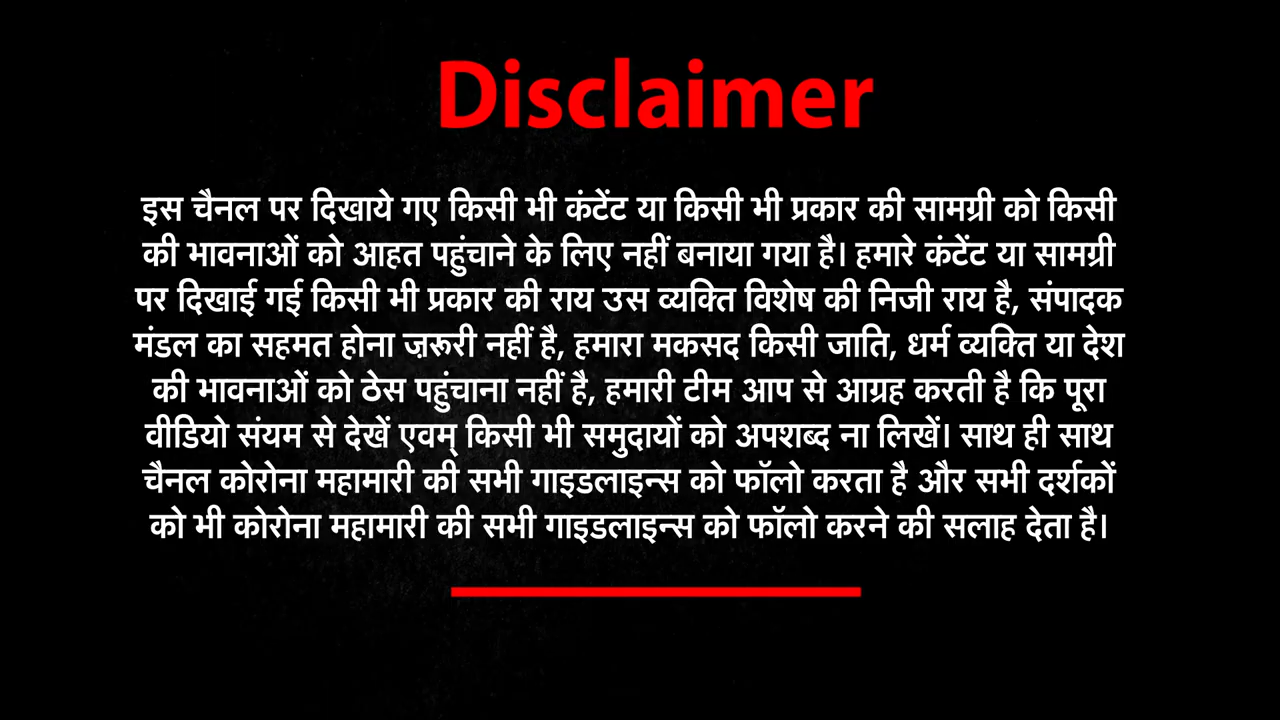 Disclaimer
इस चैनल पर दिखाये गए किसी भी कंटेंट या किसी भी प्रकार की सामग्री को किसी
की भावनाओं को आहत पहुंचाने के लिए नहीं बनाया गया है। हमारे कंटेंट या सामग्री
पर दिखाई गई किसी भी प्रकार की राय उस व्यक्ति विशेष की निजी राय है, संपादक
मंडल का सहमत होना ज़रूरी नहीं है, हमारा मकसद किसी जाति, धर्म व्यक्ति या देश
की भावनाओं को ठेस पहुंचाना नहीं है, हमारी टीम आप से आग्रह करती है कि पूरा
वीडियो संयम से देखें एवम् किसी भी समुदायों को अपशब्द ना लिखें। साथ ही साथ
चैनल कोरोना महामारी की सभी गाइडलाइन्स को फॉलो करता है और सभी दर्शकों
को भी कोरोना महामारी की सभी गाइडलाइन्स को फॉलो करने की सलाह देता है।